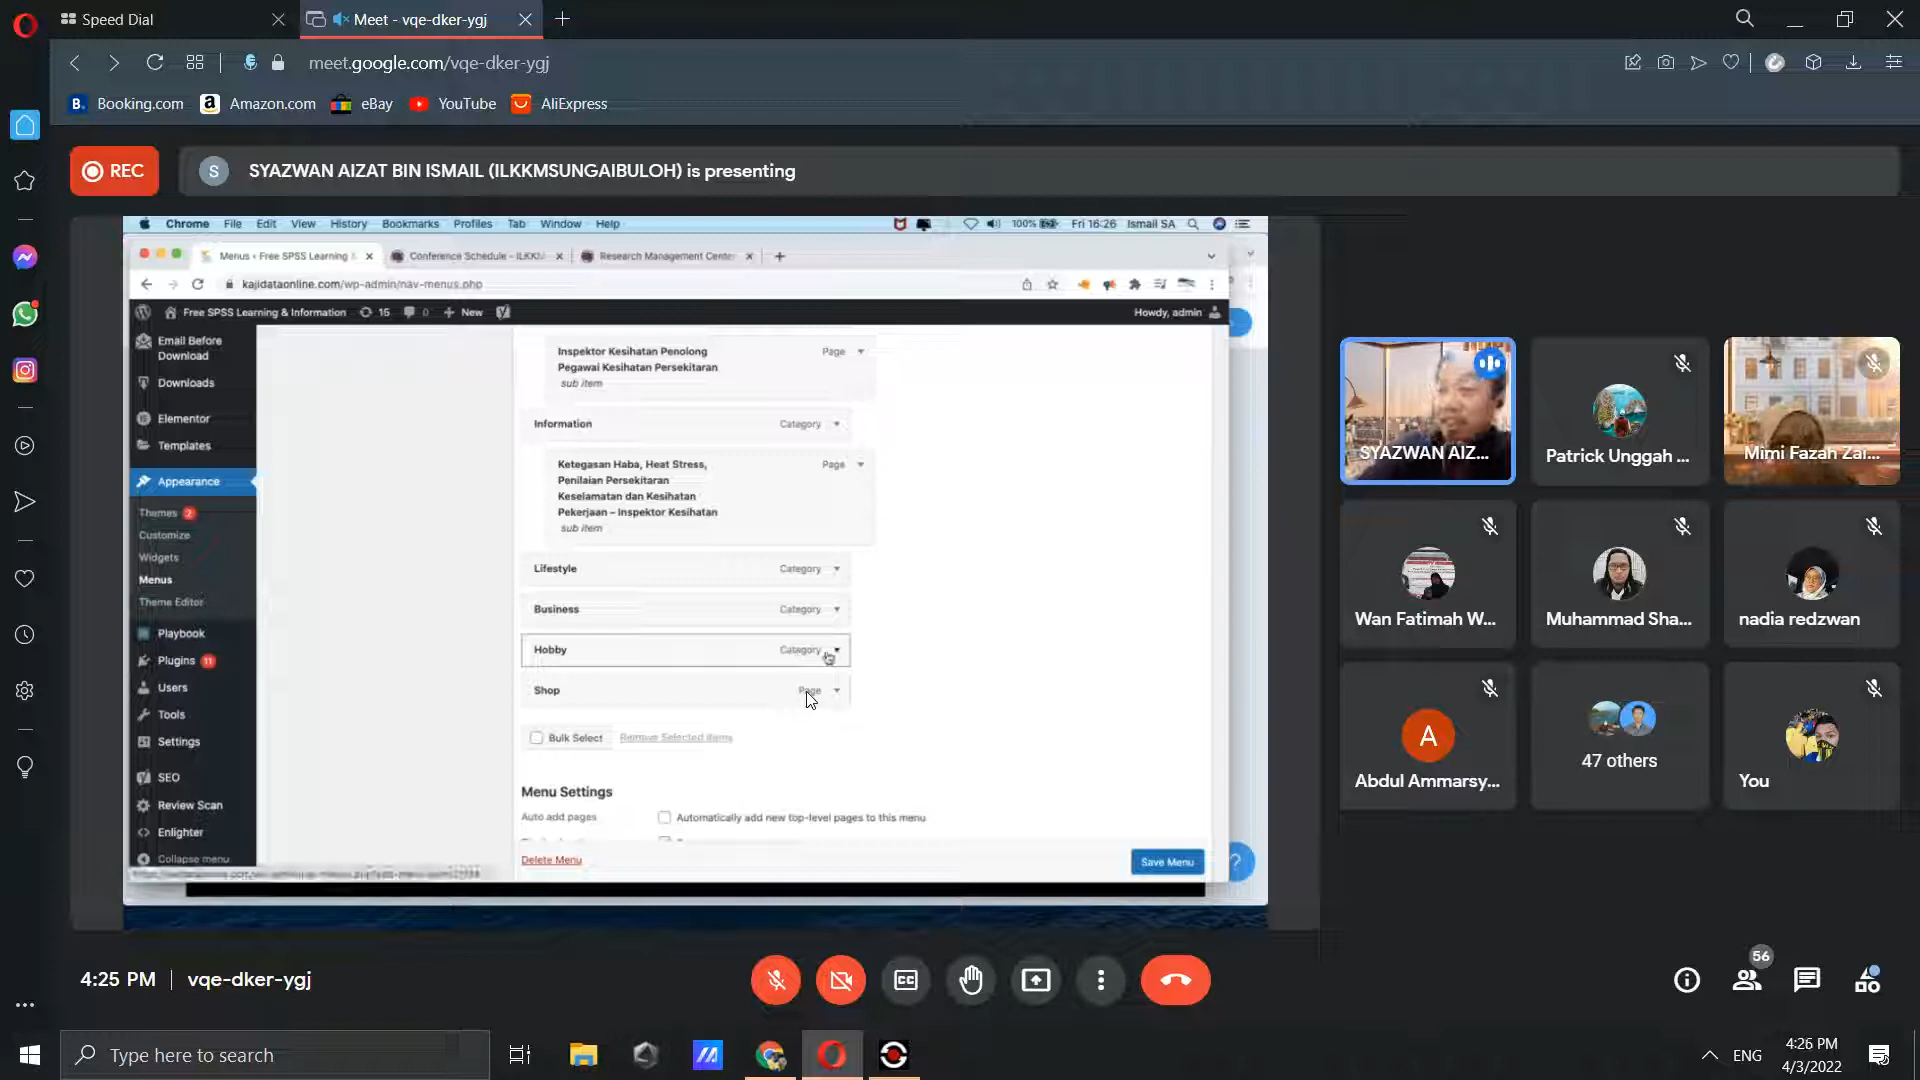 Speed Dial
Meet - vqe-dker-ygj
meet.google.com/vqe-dker-ygj
Booking.com
Amazon.com
eBay
YouTube
AliExpress
REC
S
SYAZWAN AIZAT BIN ISMAIL (ILKKMSUNGAIBULOH) is presenting
Chrome File Edit View History Bookmarks Profiles Tab Window Help
100%
Fri 16:26
Ismail SA
Menus < Free SPSS Learning &
Conference Schedule - ILKKM
Research Management Center
kajidataonline.com/wp-admin/nav-menus.php
Free SPSS Learning & Information
15
0
New
Howdy, admin
Email Before
Download
Downloads
Elementor
Templates
Appearance
Themes 2
Customize
Widgets
Menus
Theme Editor
Playbook
Plugins 11
Users
Tools
Settings
SEO
Review Scan
Enlighter
Collapse menu
Inspektor Kesihatan Penolong
Pegawai Kesihatan Persekitaran
sub item
Page
Information
Category
Ketegasan Haba, Heat Stress,
Penilaian Persekitaran
Keselamatan dan Kesihatan
Pekerjaan – Inspektor Kesihatan
sub item
Page
Lifestyle
Category
Business
Category
Hobby
Category
Shop
Page
Bulk Select
Remove Selected Items
Menu Settings
Auto add pages
Automatically add new top-level pages to this menu
Delete Menu
Save Menu
?
SYAZWAN AIZ...
Patrick Unggah ...
Mimi Fazah Zai...
Wan Fatimah W...
Muhammad Sha...
nadia redzwan
A
Abdul Ammarsy...
47 others
You
4:25 PM
vqe-dker-ygj
56
Type here to search
ENG
4:26 PM
4/3/2022